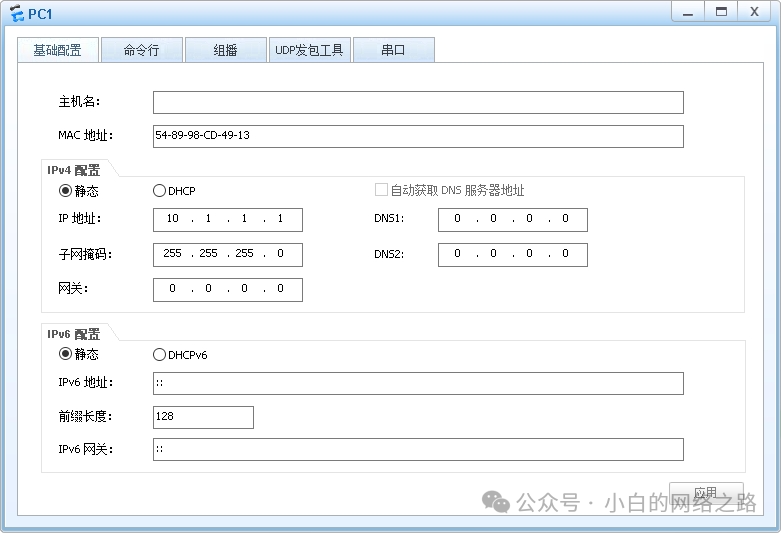 PC1
基础配置 命令行 组播 UDP发包工具 串口
主机名:
MAC 地址: 54-89-98-CD-49-13
IPv4 配置
静态 DHCP 自动获取 DNS 服务器地址
IP 地址: 10 . 1 . 1 . 1 DNS1: 0 . 0 . 0 . 0
子网掩码: 255 . 255 . 255 . 0 DNS2: 0 . 0 . 0 . 0
网关: 0 . 0 . 0 . 0
IPv6 配置
静态 DHCPv6
IPv6 地址: ::
前缀长度: 128
IPv6 网关: ::
应用
公众号 · 小白的网络之路